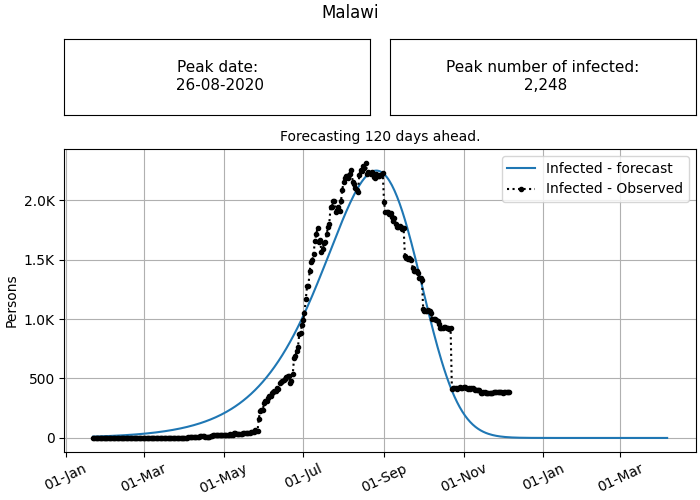 Malawi
Peak date:
26-08-2020
Peak number of infected:
2,248
Forecasting 120 days ahead.
Infected - forecast
Infected - Observed
Persons
2.0K
1.5K
1.0K
500
0
01-Jan
01-Mar
01-May
01-Jul
01-Sep
01-Nov
01-Jan
01-Mar